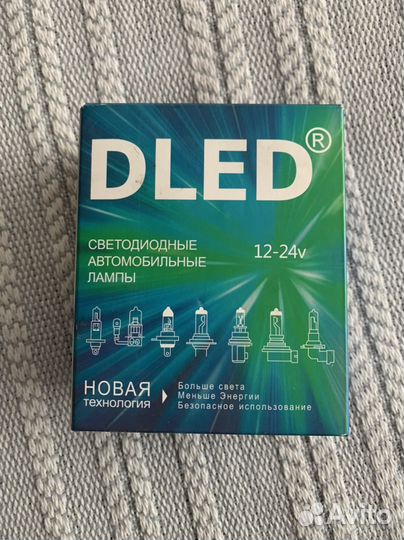 DLED®
СВЕТОДИОДНЫЕ
АВТОМОБИЛЬНЫЕ
ЛАМПЫ
12-24v
НОВАЯ
технология
Больше света
Меньше Энергии
Безопасное использование
Avito